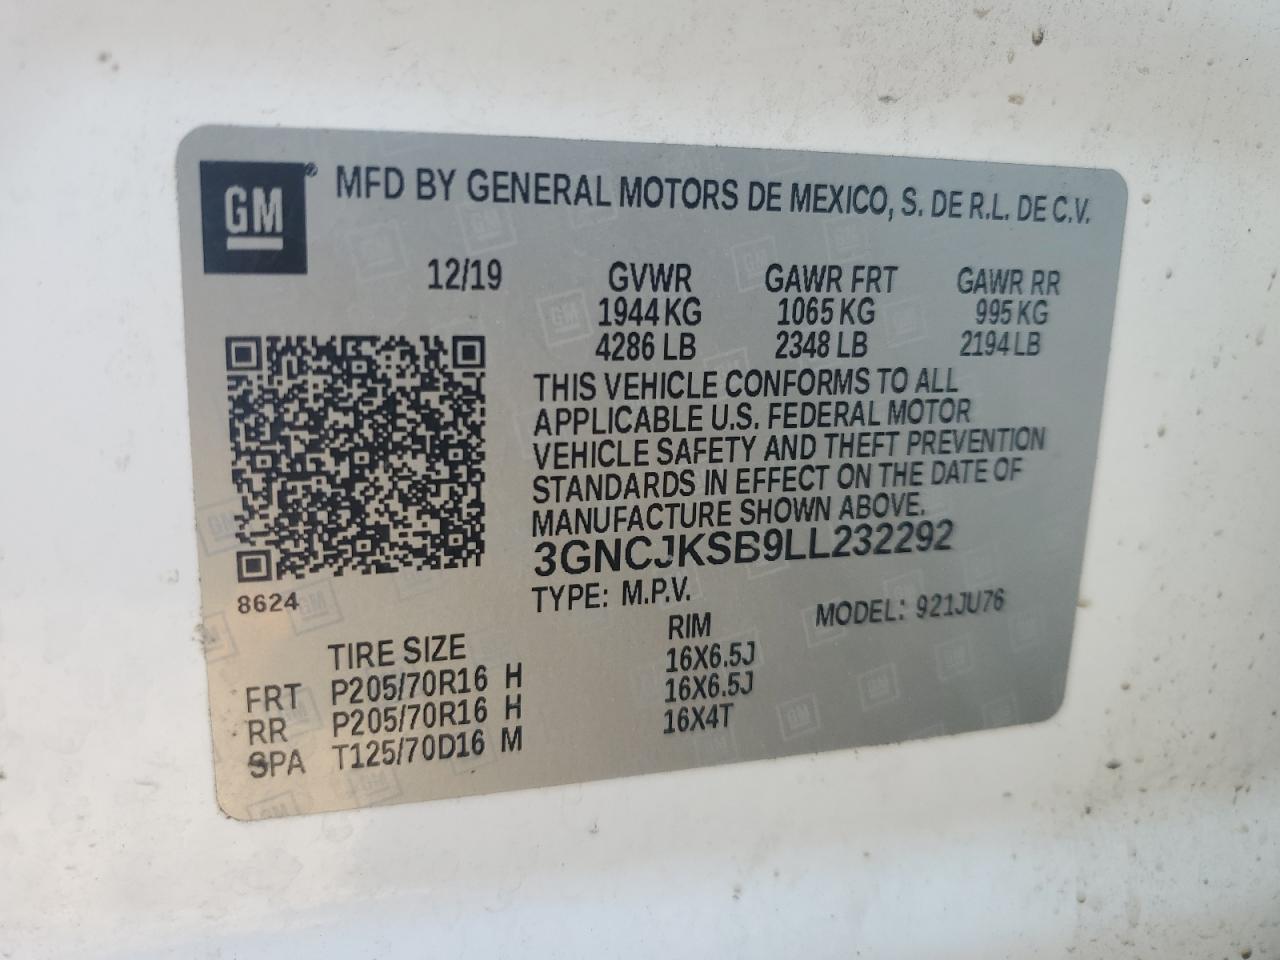 GM® MFD BY GENERAL MOTORS DE MEXICO, S. DE R.L. DE C.V.
12/19 GVWR GAWR FRT GAWR RR
1944 KG 1065 KG 995 KG
4286 LB 2348 LB 2194 LB
THIS VEHICLE CONFORMS TO ALL
APPLICABLE U.S. FEDERAL MOTOR
VEHICLE SAFETY AND THEFT PREVENTION
STANDARDS IN EFFECT ON THE DATE OF
MANUFACTURE SHOWN ABOVE.
3GNCJKSB9LL232292
8624 TYPE: M.P.V. MODEL: 921JU76
TIRE SIZE RIM
FRT P205/70R16 H 16X6.5J
RR P205/70R16 H 16X6.5J
SPA T125/70D16 M 16X4T